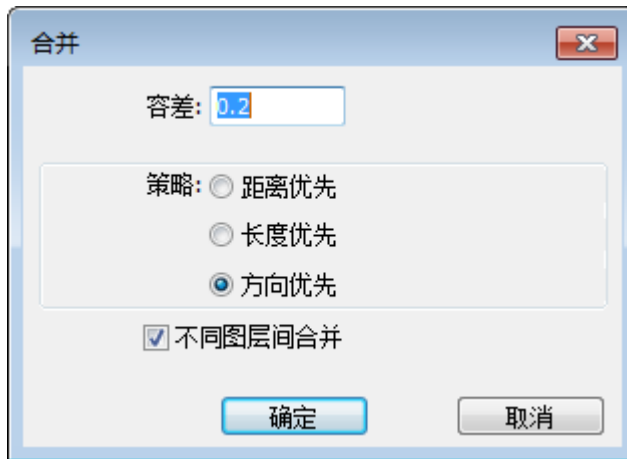 合并
容差: 0.2
策略: 距离优先
长度优先
方向优先
不同图层间合并
确定 取消